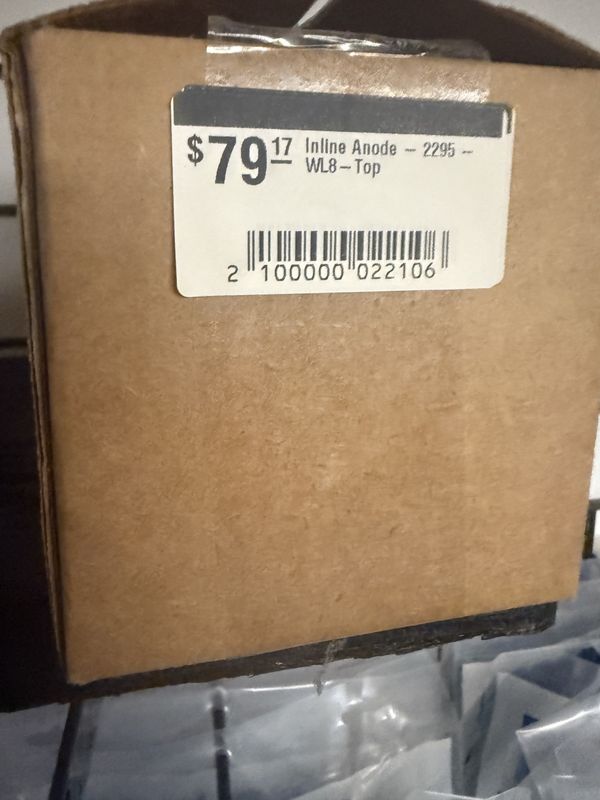 $79 17 Inline Anode — 2295 —
WL8—Top
2 100000 022106